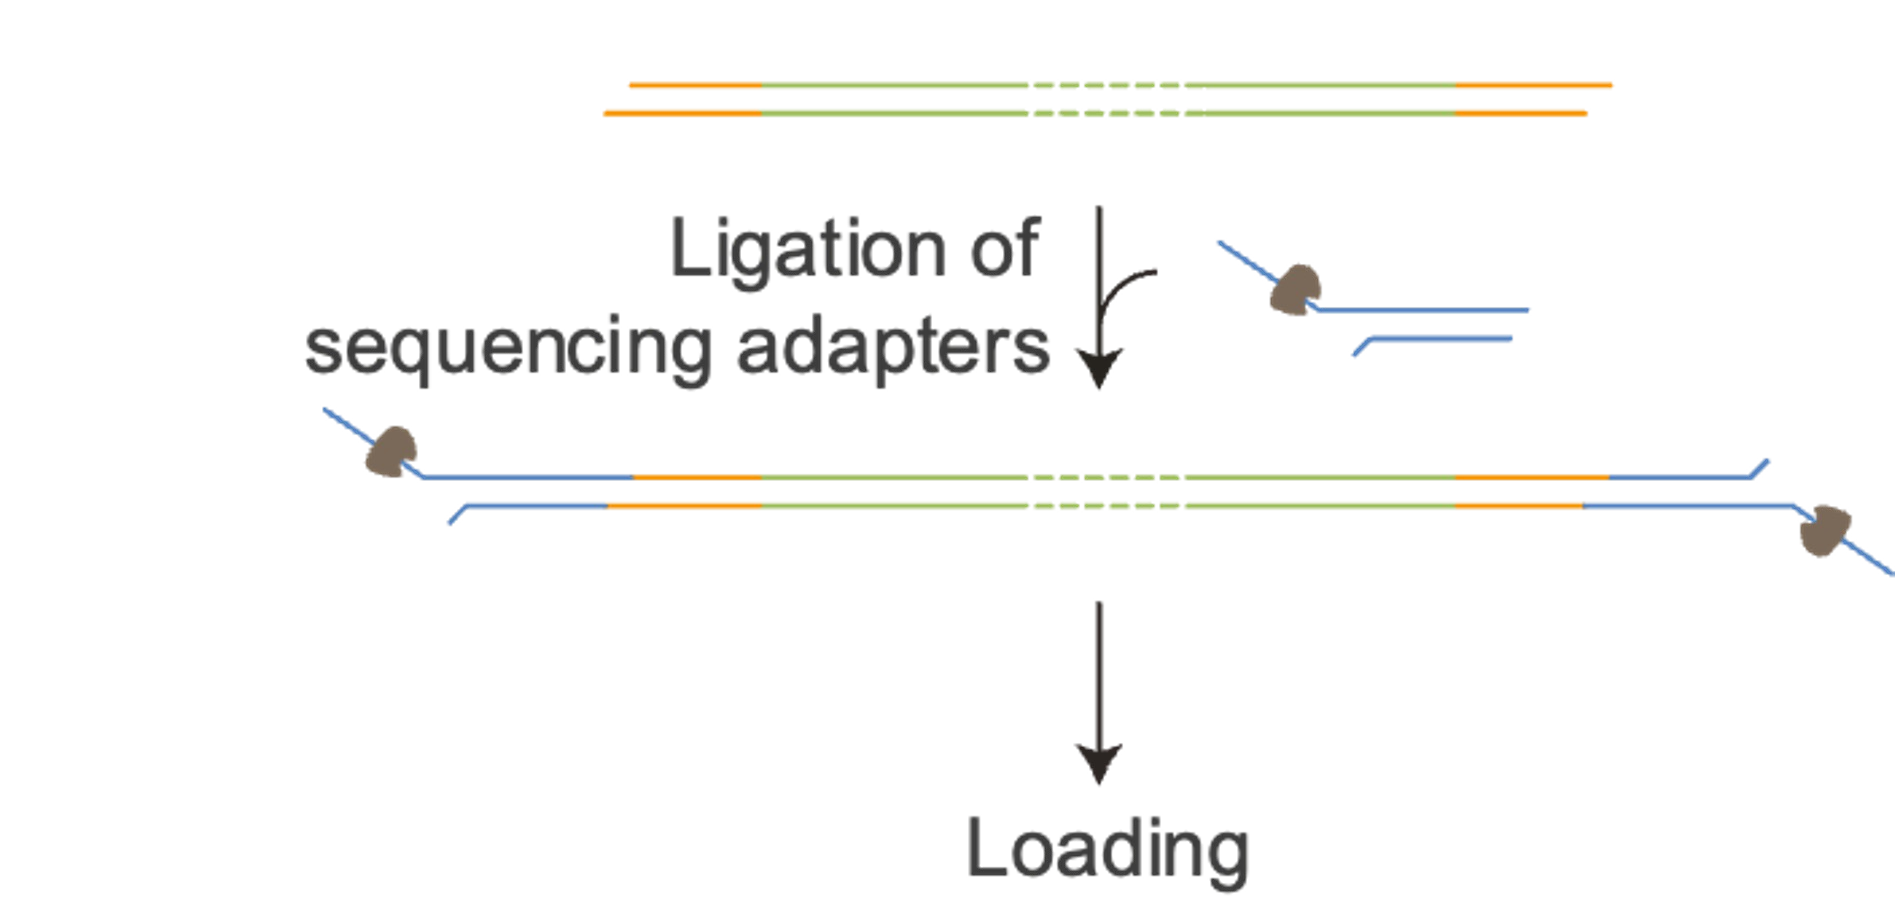 Ligation of
sequencing adapters
Loading